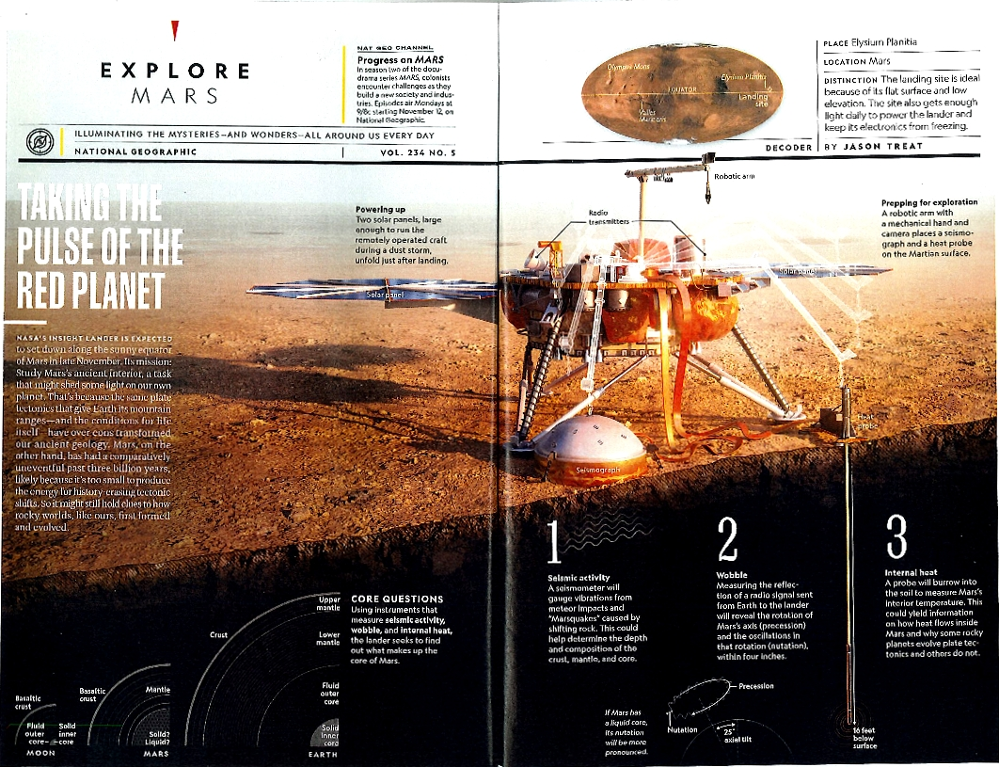 EXPLORE
MARS
NAT GEO CHANNEL
Progress on MARS
In season two of the docu-
drama series MARS, colonists
encounter challenges as they
build a new society and indus-
tries. Episodes air Mondays at
9/8c starting November 12, on
National Geographic.
ILLUMINATING THE MYSTERIES—AND WONDERS—ALL AROUND US EVERY DAY
NATIONAL GEOGRAPHIC
VOL. 234 NO. 5
Olympus Mons
Elysium Planitia
EQUATOR
Landing
site
Valles
Marineris
PLACE Elysium Planitia
LOCATION Mars
DISTINCTION The landing site is ideal
because of its flat surface and low
elevation. The site also gets enough
light daily to power the lander and
keep its electronics from freezing.
DECODER
BY JASON TREAT
TAKING THE
PULSE OF THE
RED PLANET
NASA'S INSIGHT LANDER IS EXPECTED
to set down along the sunny equator
of Mars in late November. Its mission:
Study Mars's ancient interior, a task
that might shed some light on our own
planet. That's because the same plate
tectonics that give Earth its mountain
ranges—and the conditions for life
itself—have over eons transformed
our ancient geology. Mars, on the
other hand, has had a comparatively
uneventful past three billion years,
likely because it's too small to produce
the energy for history-erasing tectonic
shifts. So it might still hold clues to how
rocky worlds, like ours, first formed
and evolved.
Powering up
Two solar panels, large
enough to run the
remotely operated craft
during a dust storm,
unfold just after landing.
Solar panel
Radio
transmitters
Robotic arm
Prepping for exploration
A robotic arm with
a mechanical hand and
camera places a seismo-
graph and a heat probe
on the Martian surface.
Solar panel
Heat
probe
Seismograph
1
Seismic activity
A seismometer will
gauge vibrations from
meteor impacts and
"Marsquakes" caused by
shifting rock. This could
help determine the depth
and composition of the
crust, mantle, and core.
2
Wobble
Measuring the reflec-
tion of a radio signal sent
from Earth to the lander
will reveal the rotation of
Mars's axis (precession)
and the oscillations in
that rotation (nutation),
within four inches.
3
Internal heat
A probe will burrow into
the soil to measure Mars's
interior temperature. This
could yield information
on how heat flows inside
Mars and why some rocky
planets evolve plate tec-
tonics and others do not.
CORE QUESTIONS
Using instruments that
measure seismic activity,
wobble, and internal heat,
the lander seeks to find
out what makes up the
core of Mars.
Basaltic
crust
Fluid
outer
core
Solid
inner
core
MOON
Basaltic
crust
Mantle
Solid?
Liquid?
MARS
Crust
Upper
mantle
Lower
mantle
Fluid
outer
core
Solid
inner
core
EARTH
If Mars has
a liquid core,
its nutation
will be more
pronounced.
Precession
Nutation
25°
axial tilt
16 feet
below
surface